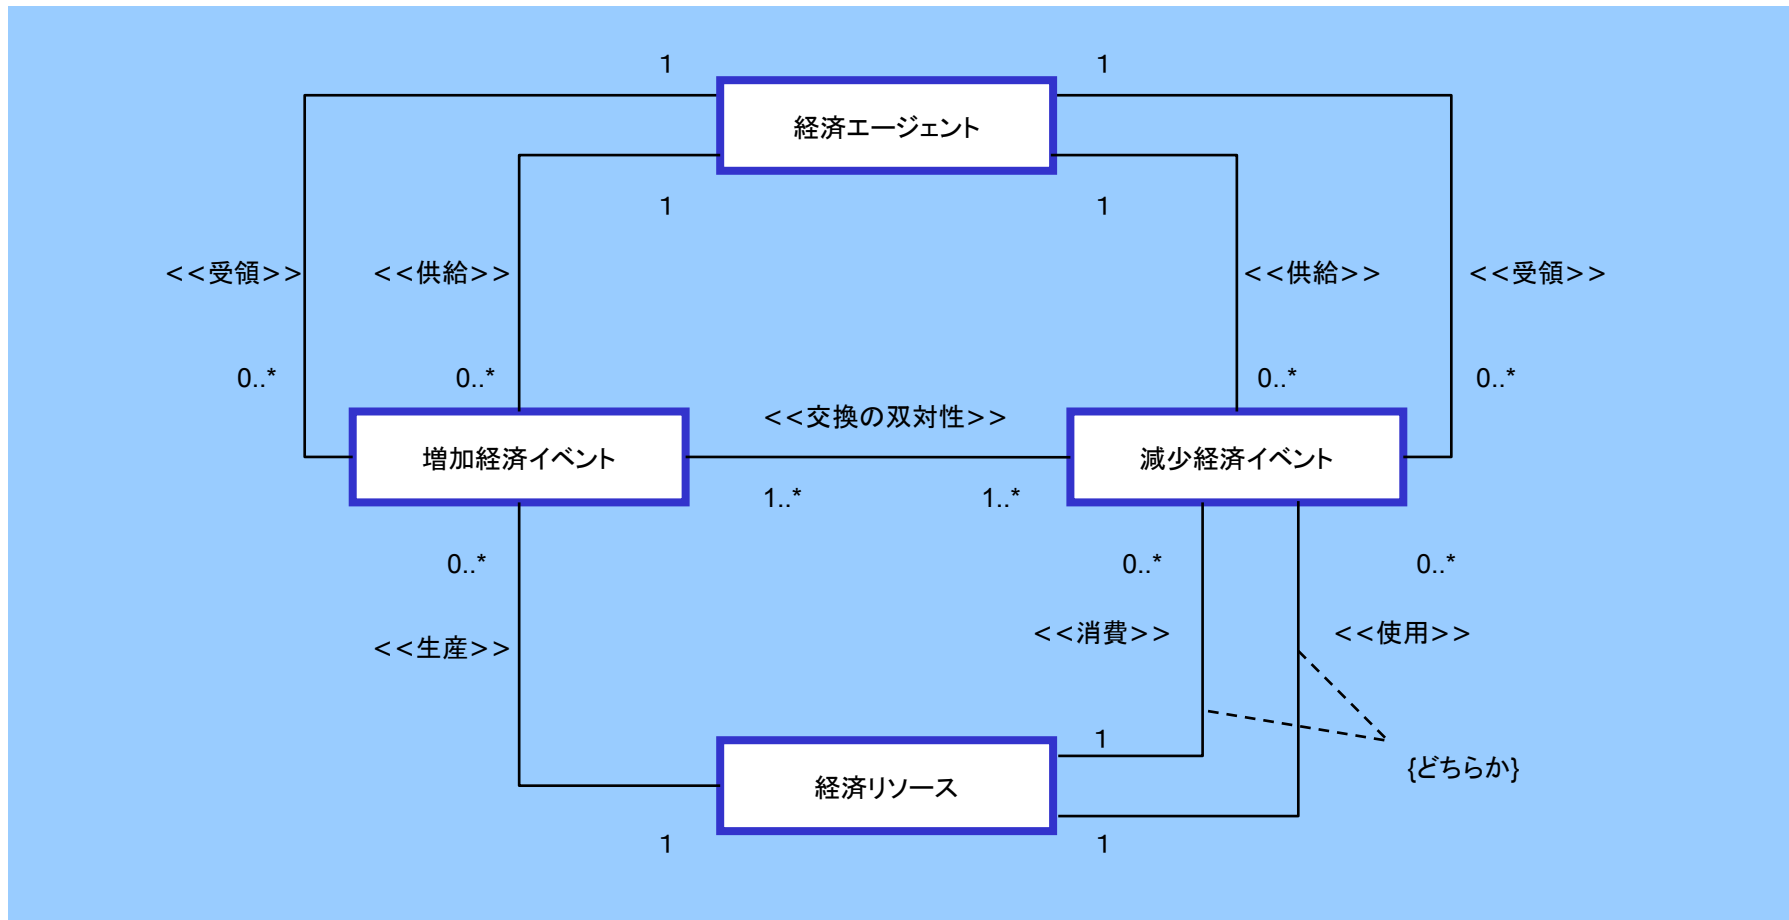 1
1
経済エージェント
1
1
<<受領>>
<<供給>>
<<供給>>
<<受領>>
0..*
0..*
0..*
0..*
<<交換の双対性>>
増加経済イベント
減少経済イベント
1..*
1..*
0..*
0..*
0..*
<<生産>>
<<消費>>
<<使用>>
1
{どちらか}
経済リソース
1
1